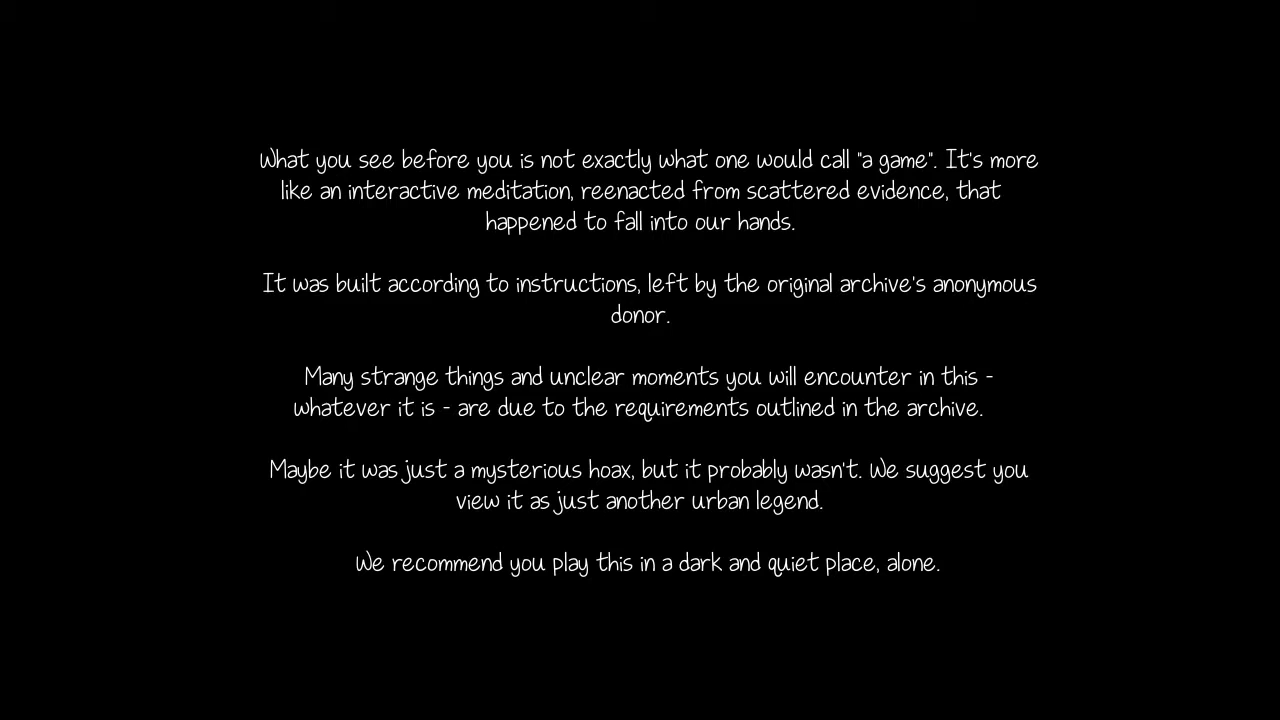 What you see before you is not exactly what one would call "a game". It's more
like an interactive meditation, reenacted from scattered evidence, that
happened to fall into our hands.
It was built according to instructions, left by the original archive's anonymous
donor.
Many strange things and unclear moments you will encounter in this -
whatever it is - are due to the requirements outlined in the archive.
Maybe it was just a mysterious hoax, but it probably wasn't. We suggest you
view it as just another urban legend.
We recommend you play this in a dark and quiet place, alone.